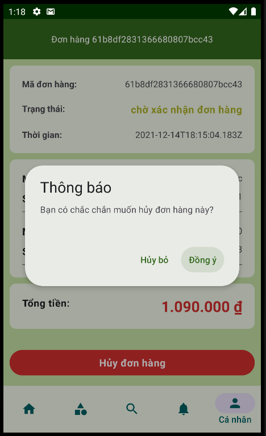 1:18
Đơn hàng 61b8df2831366680807bcc43
Mã đơn hàng: 61b8df2831366680807bcc43
Trạng thái: chờ xác nhận đơn hàng
Thời gian: 2021-12-14T18:15:04.183Z
Thông báo
Bạn có chắc chắn muốn hủy đơn hàng này?
Hủy bỏ Đồng ý
Tổng tiền: 1.090.000 ₫
Hủy đơn hàng
Cá nhân